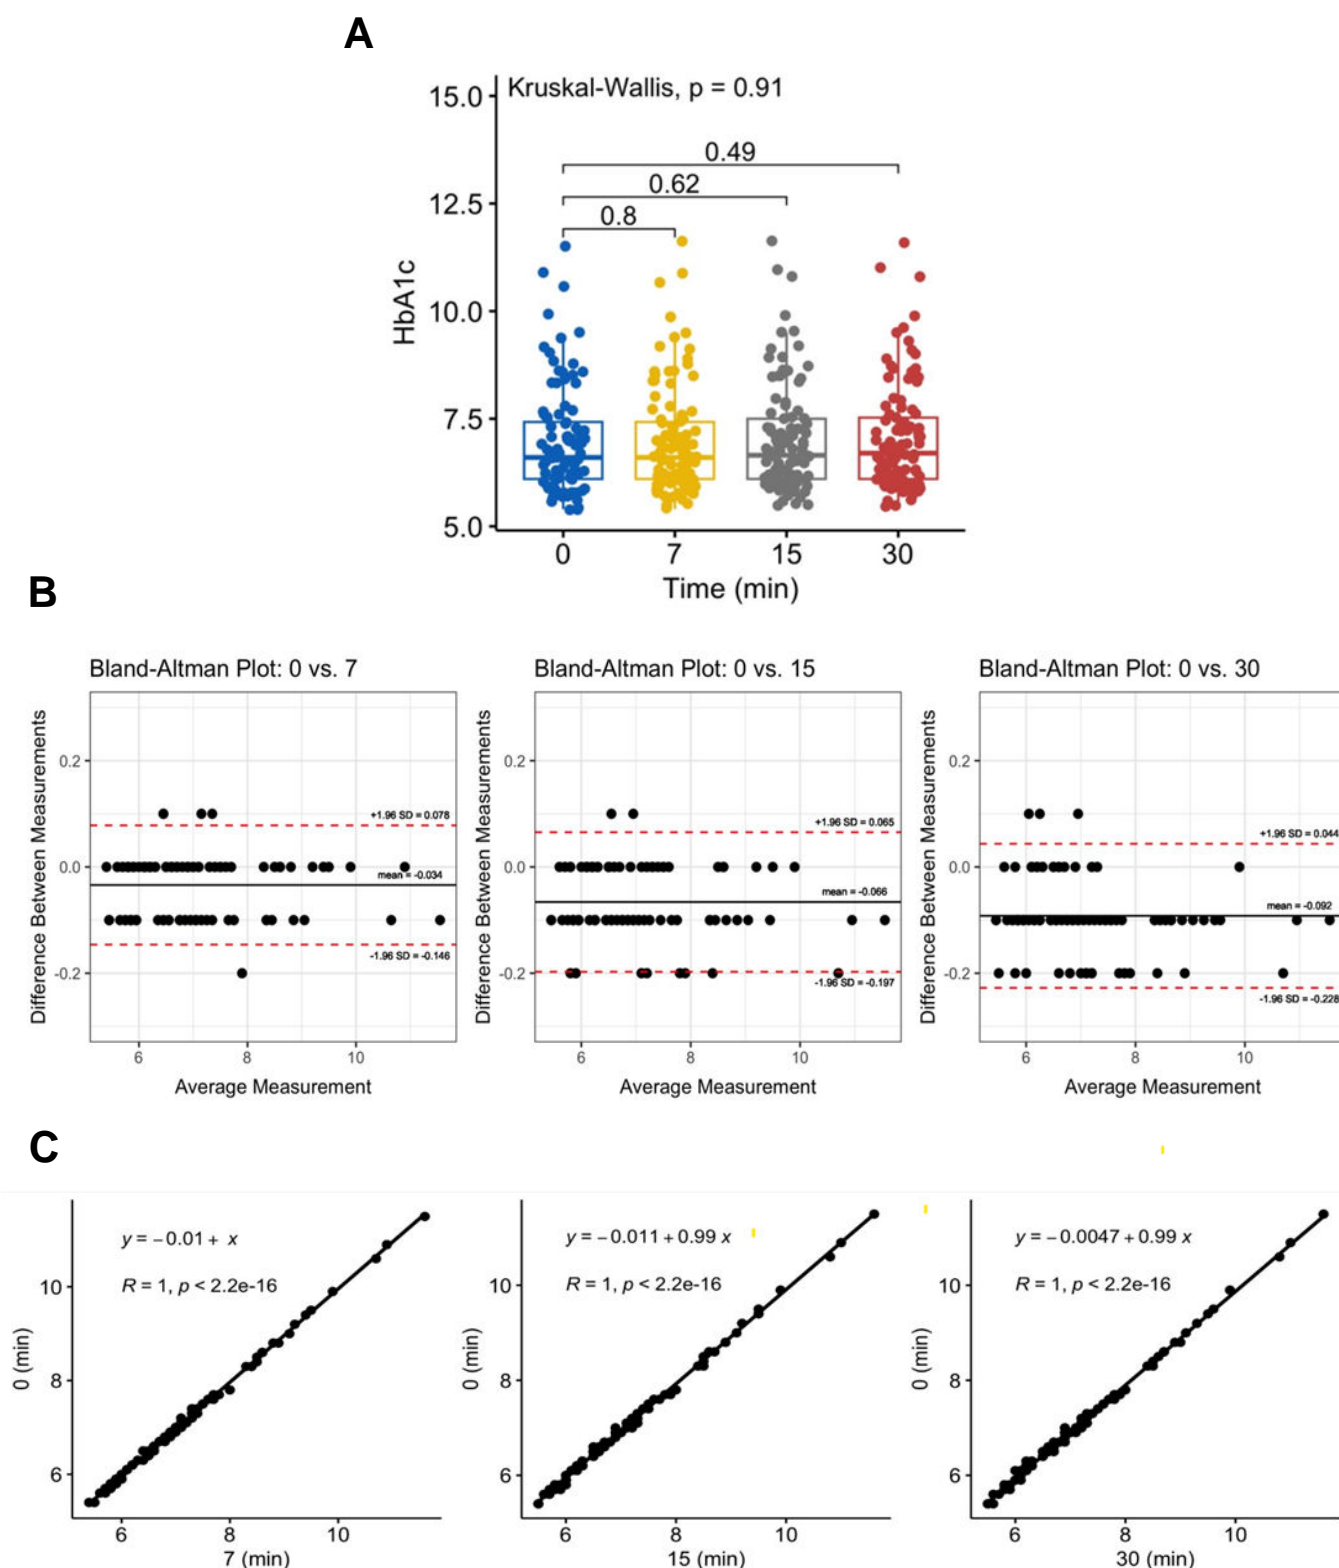 A
Kruskal-Wallis, p = 0.91
15.0
0.49
0.62
12.5
0.8
HbA1c
10.0
7.5
5.0
0 7 15 30
Time (min)
B
Bland-Altman Plot: 0 vs. 7
Difference Between Measurements
0.2
+1.96 SD = 0.078
0.0
mean = -0.034
-1.96 SD = -0.146
-0.2
6 8 10
Average Measurement
Bland-Altman Plot: 0 vs. 15
Difference Between Measurements
0.2
+1.96 SD = 0.065
0.0
mean = -0.066
-0.2
-1.96 SD = -0.197
6 8 10
Average Measurement
Bland-Altman Plot: 0 vs. 30
Difference Between Measurements
0.2
+1.96 SD = 0.044
0.0
mean = -0.092
-0.2
-1.96 SD = -0.228
6 8 10
Average Measurement
C
y = −0.01 + x
R = 1, p < 2.2e-16
10
0 (min)
8
6
6 8 10
7 (min)
y = −0.011 + 0.99 x
R = 1, p < 2.2e-16
10
0 (min)
8
6
6 8 10
15 (min)
y = −0.0047 + 0.99 x
R = 1, p < 2.2e-16
10
0 (min)
8
6
6 8 10
30 (min)